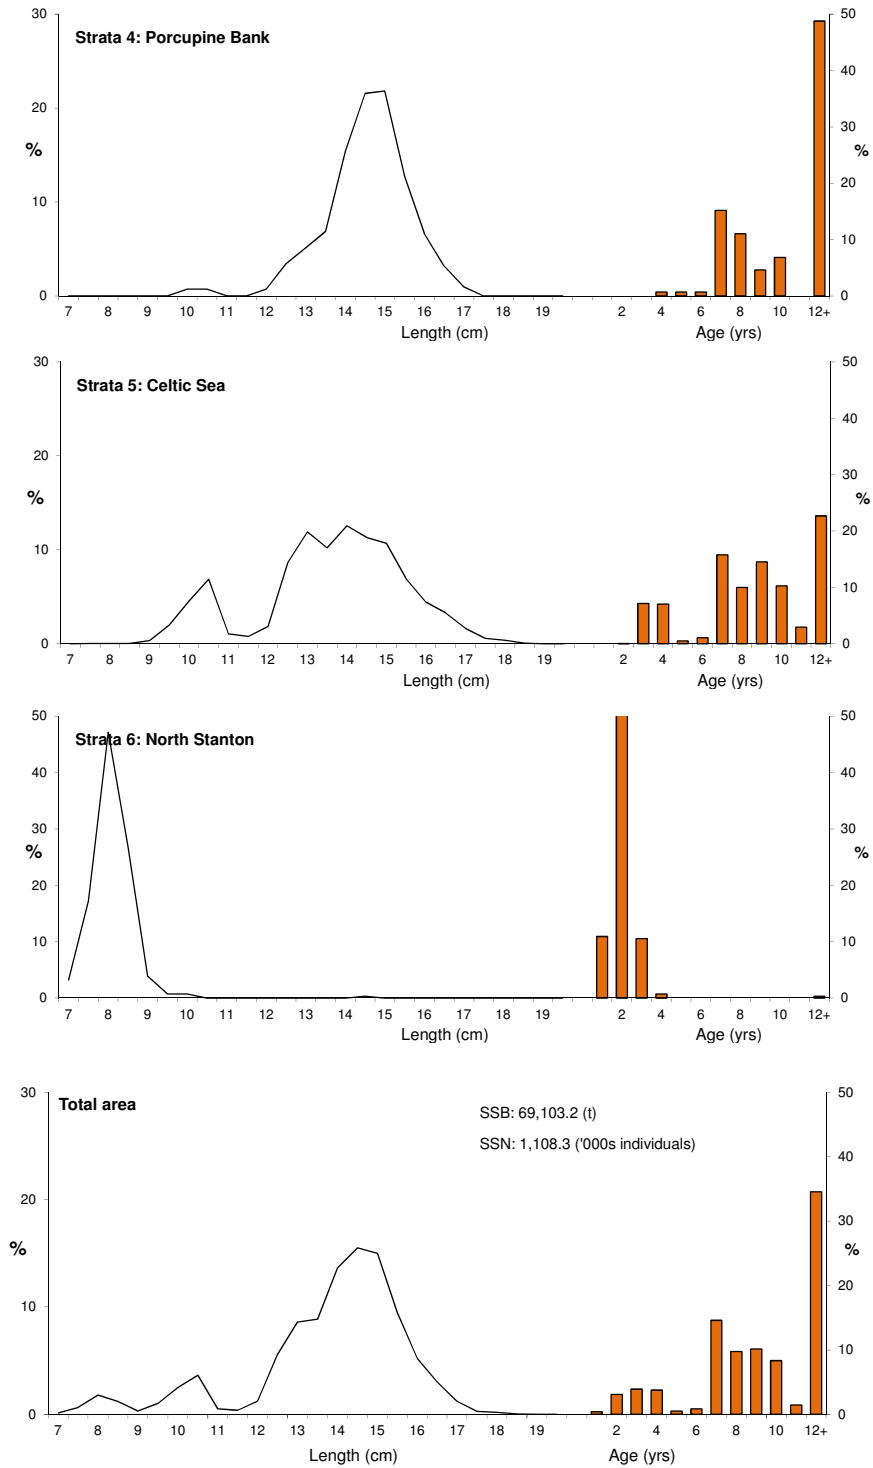 Strata 4: Porcupine Bank
30 50
40
20 30
% %
20
10
10
0 0
7 8 9 10 11 12 13 14 15 16 17 18 19 2 4 6 8 10 12+
Length (cm) Age (yrs)
Strata 5: Celtic Sea
30 50
40
20
30
% %
20
10
10
0 0
7 8 9 10 11 12 13 14 15 16 17 18 19 2 4 6 8 10 12+
Length (cm) Age (yrs)
50 50
Strata 6: North Stanton
40 40
30 30
% %
20 20
10 10
0 0
7 8 9 10 11 12 13 14 15 16 17 18 19 2 4 6 8 10 12+
Length (cm) Age (yrs)
30 50
Total area
SSB: 69,103.2 (t)
SSN: 1,108.3 ('000s individuals)
40
20
30
% %
20
10
10
0 0
7 8 9 10 11 12 13 14 15 16 17 18 19 2 4 6 8 10 12+
Length (cm) Age (yrs)